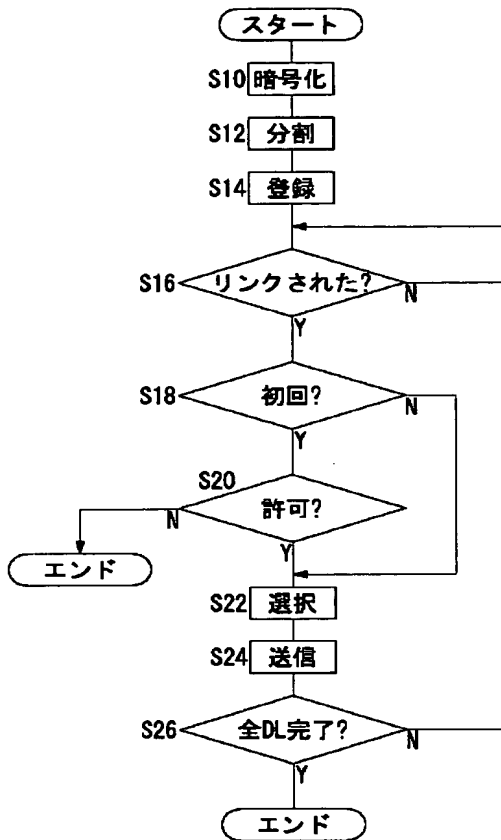 スタート
S10 暗号化
S12 分割
S14 登録
S16 リンクされた?
N
Y
S18 初回?
N
Y
S20
許可?
N
Y
エンド
S22 選択
S24 送信
S26 全DL完了?
N
Y
エンド